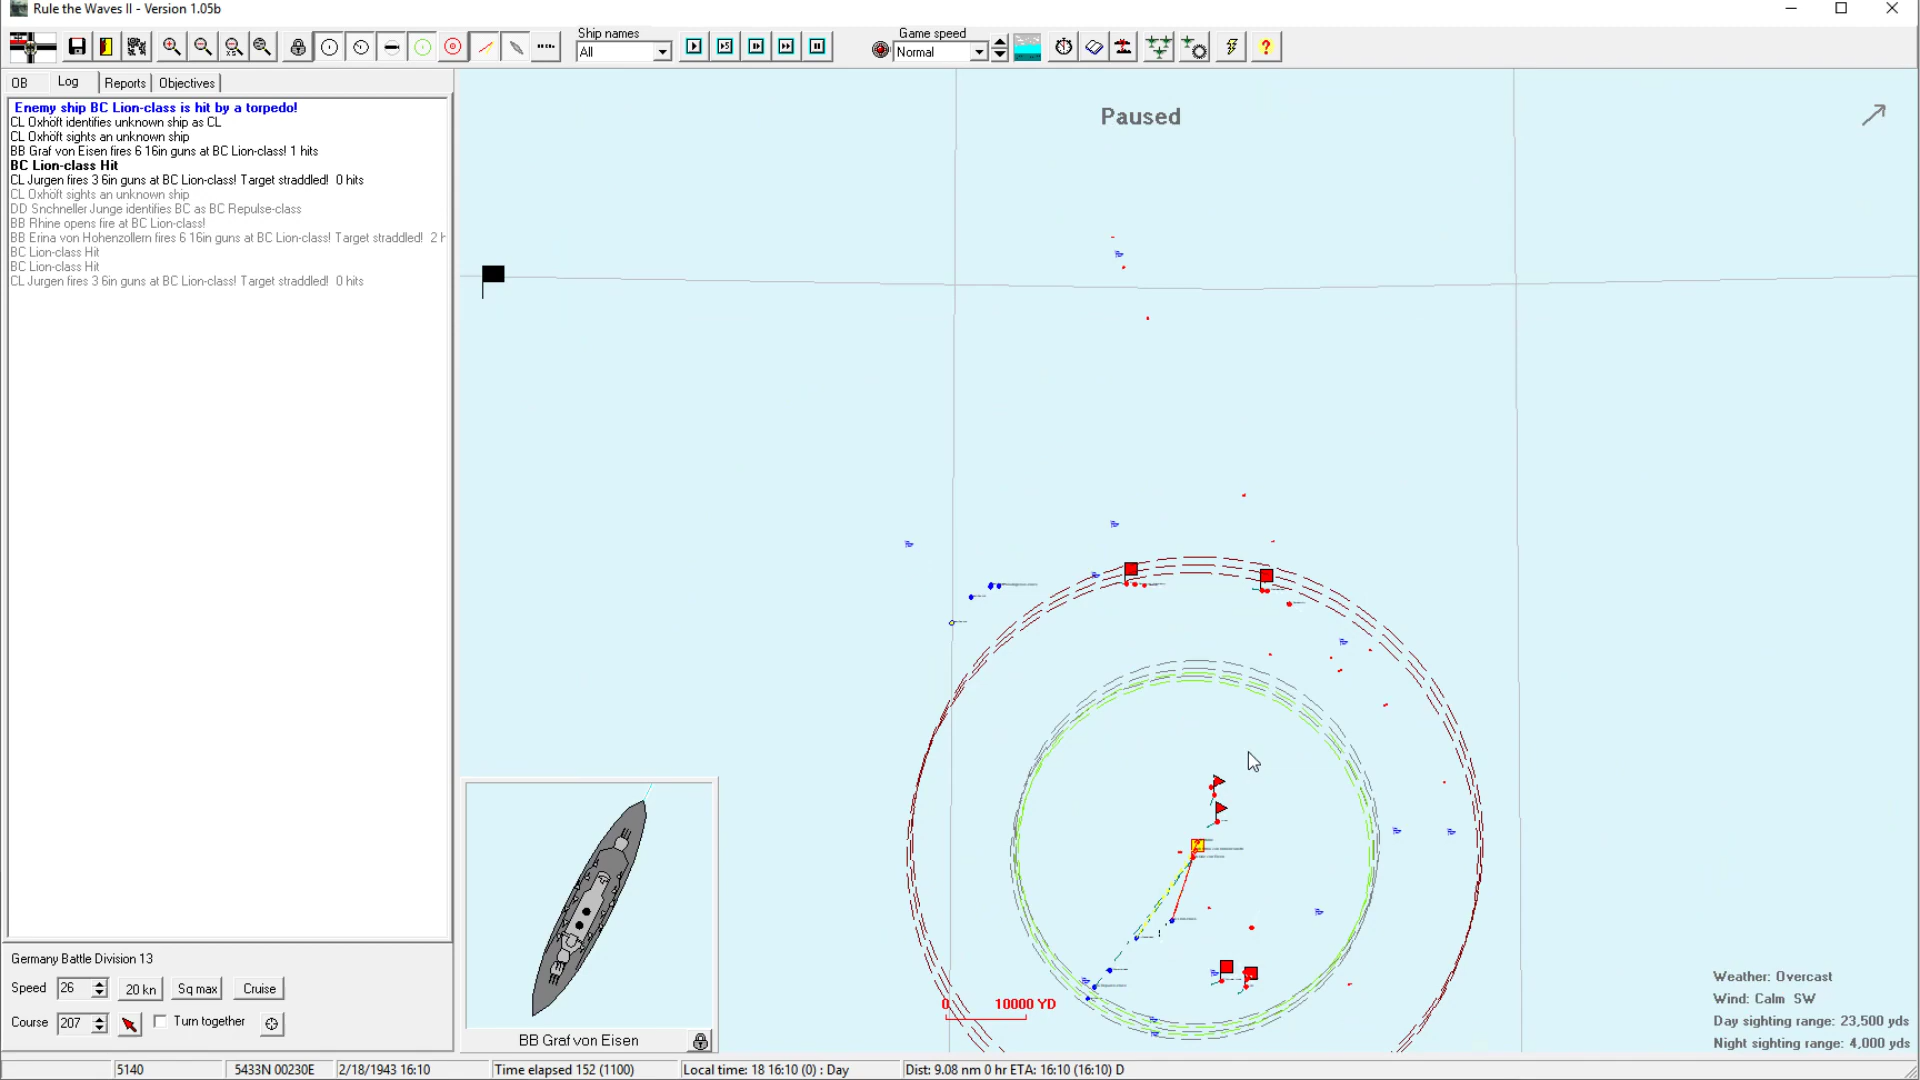 Rule the Waves II - Version 1.05b
Ship names
All
Game speed
Normal
OB Log Reports Objectives
Enemy ship BC Lion-class is hit by a torpedo!
CL Oxhöft identifies unknown ship as CL
CL Oxhöft sights an unknown ship
BB Graf von Eisen fires 6 16in guns at BC Lion-class! 1 hits
BC Lion-class Hit
CL Jurgen fires 3 6in guns at BC Lion-class! Target straddled! 0 hits
CL Oxhöft sights an unknown ship
DD Snchneller Junge identifies BC as BC Repulse-class
BB Rhine opens fire at BC Lion-class!
BB Erina von Hohenzollern fires 6 16in guns at BC Lion-class! Target straddled! 2 h
BC Lion-class Hit
BC Lion-class Hit
CL Jurgen fires 3 6in guns at BC Lion-class! Target straddled! 0 hits
Paused
0 10000 YD
Weather: Overcast
Wind: Calm SW
Day sighting range: 23,500 yds
Night sighting range: 4,000 yds
Germany Battle Division 13
Speed 26 20 kn Sq max Cruise
Course 207 Turn together
BB Graf von Eisen
5140 5433N 00230E 2/18/1943 16:10 Time elapsed 152 (1100) Local time: 18 16:10 (0) : Day Dist: 9.08 nm 0 hr ETA: 16:10 (16:10) D